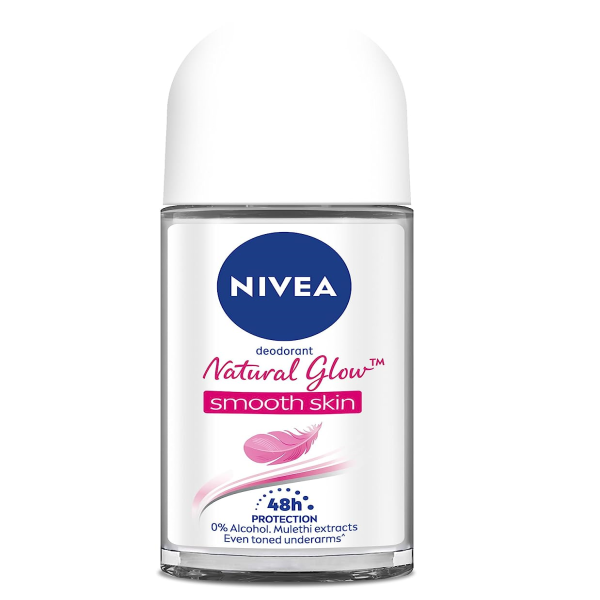 NIVEA
deodorant
Natural Glow™
smooth skin
48h
PROTECTION
0% Alcohol. Mulethi extracts
Even toned underarms^